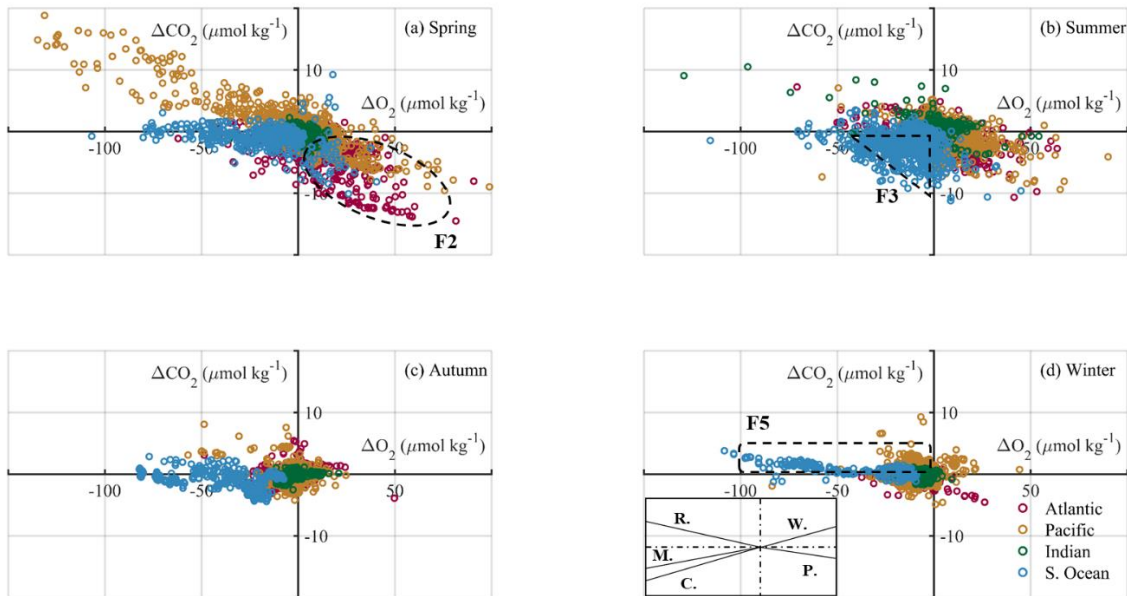 ΔCO2 (μmol kg-1)
(a) Spring
10
ΔO2 (μmol kg-1)
-100
-50
50
-10
F2
ΔCO2 (μmol kg-1)
(b) Summer
10
ΔO2 (μmol kg-1)
-100
-50
50
-10
F3
ΔCO2 (μmol kg-1)
(c) Autumn
10
ΔO2 (μmol kg-1)
-100
-50
50
-10
ΔCO2 (μmol kg-1)
(d) Winter
10
F5
ΔO2 (μmol kg-1)
-100
-50
50
-10
R.
W.
M.
P.
C.
Atlantic
Pacific
Indian
S. Ocean